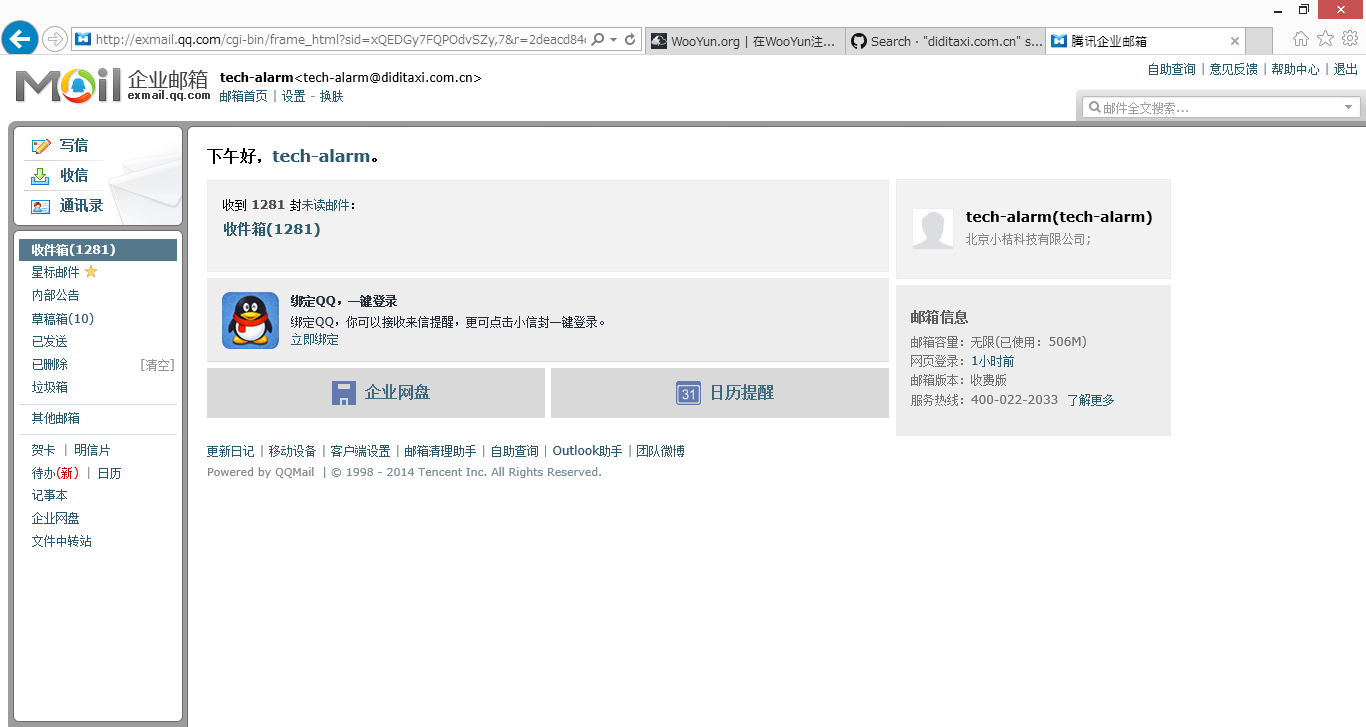 http://exmail.qq.com/cgi-bin/frame_html?sid=xQEDGy7FQPOdvSZy,7&r=2deacd84
WooYun.org | 在WooYun注...
Search · "diditaxi.com.cn" s...
腾讯企业邮箱
MOil 企业邮箱 exmail.qq.com
tech-alarm<tech-alarm@diditaxi.com.cn>
邮箱首页 | 设置 - 换肤
自助查询 | 意见反馈 | 帮助中心 | 退出
邮件全文搜索...
写信
收信
通讯录
收件箱(1281)
星标邮件
内部公告
草稿箱(10)
已发送
已删除 [清空]
垃圾箱
其他邮箱
贺卡 | 明信片
待办(新) | 日历
记事本
企业网盘
文件中转站
下午好，tech-alarm。
收到 1281 封未读邮件：
收件箱(1281)
绑定QQ，一键登录
绑定QQ，你可以接收来信提醒，更可点击小信封一键登录。
立即绑定
企业网盘
31 日历提醒
tech-alarm(tech-alarm)
北京小桔科技有限公司;
邮箱信息
邮箱容量：无限(已使用：506M)
网页登录：1小时前
邮箱版本：收费版
服务热线：400-022-2033 了解更多
更新日记 | 移动设备 | 客户端设置 | 邮箱清理助手 | 自助查询 | Outlook助手 | 团队微博
Powered by QQMail | © 1998 - 2014 Tencent Inc. All Rights Reserved.